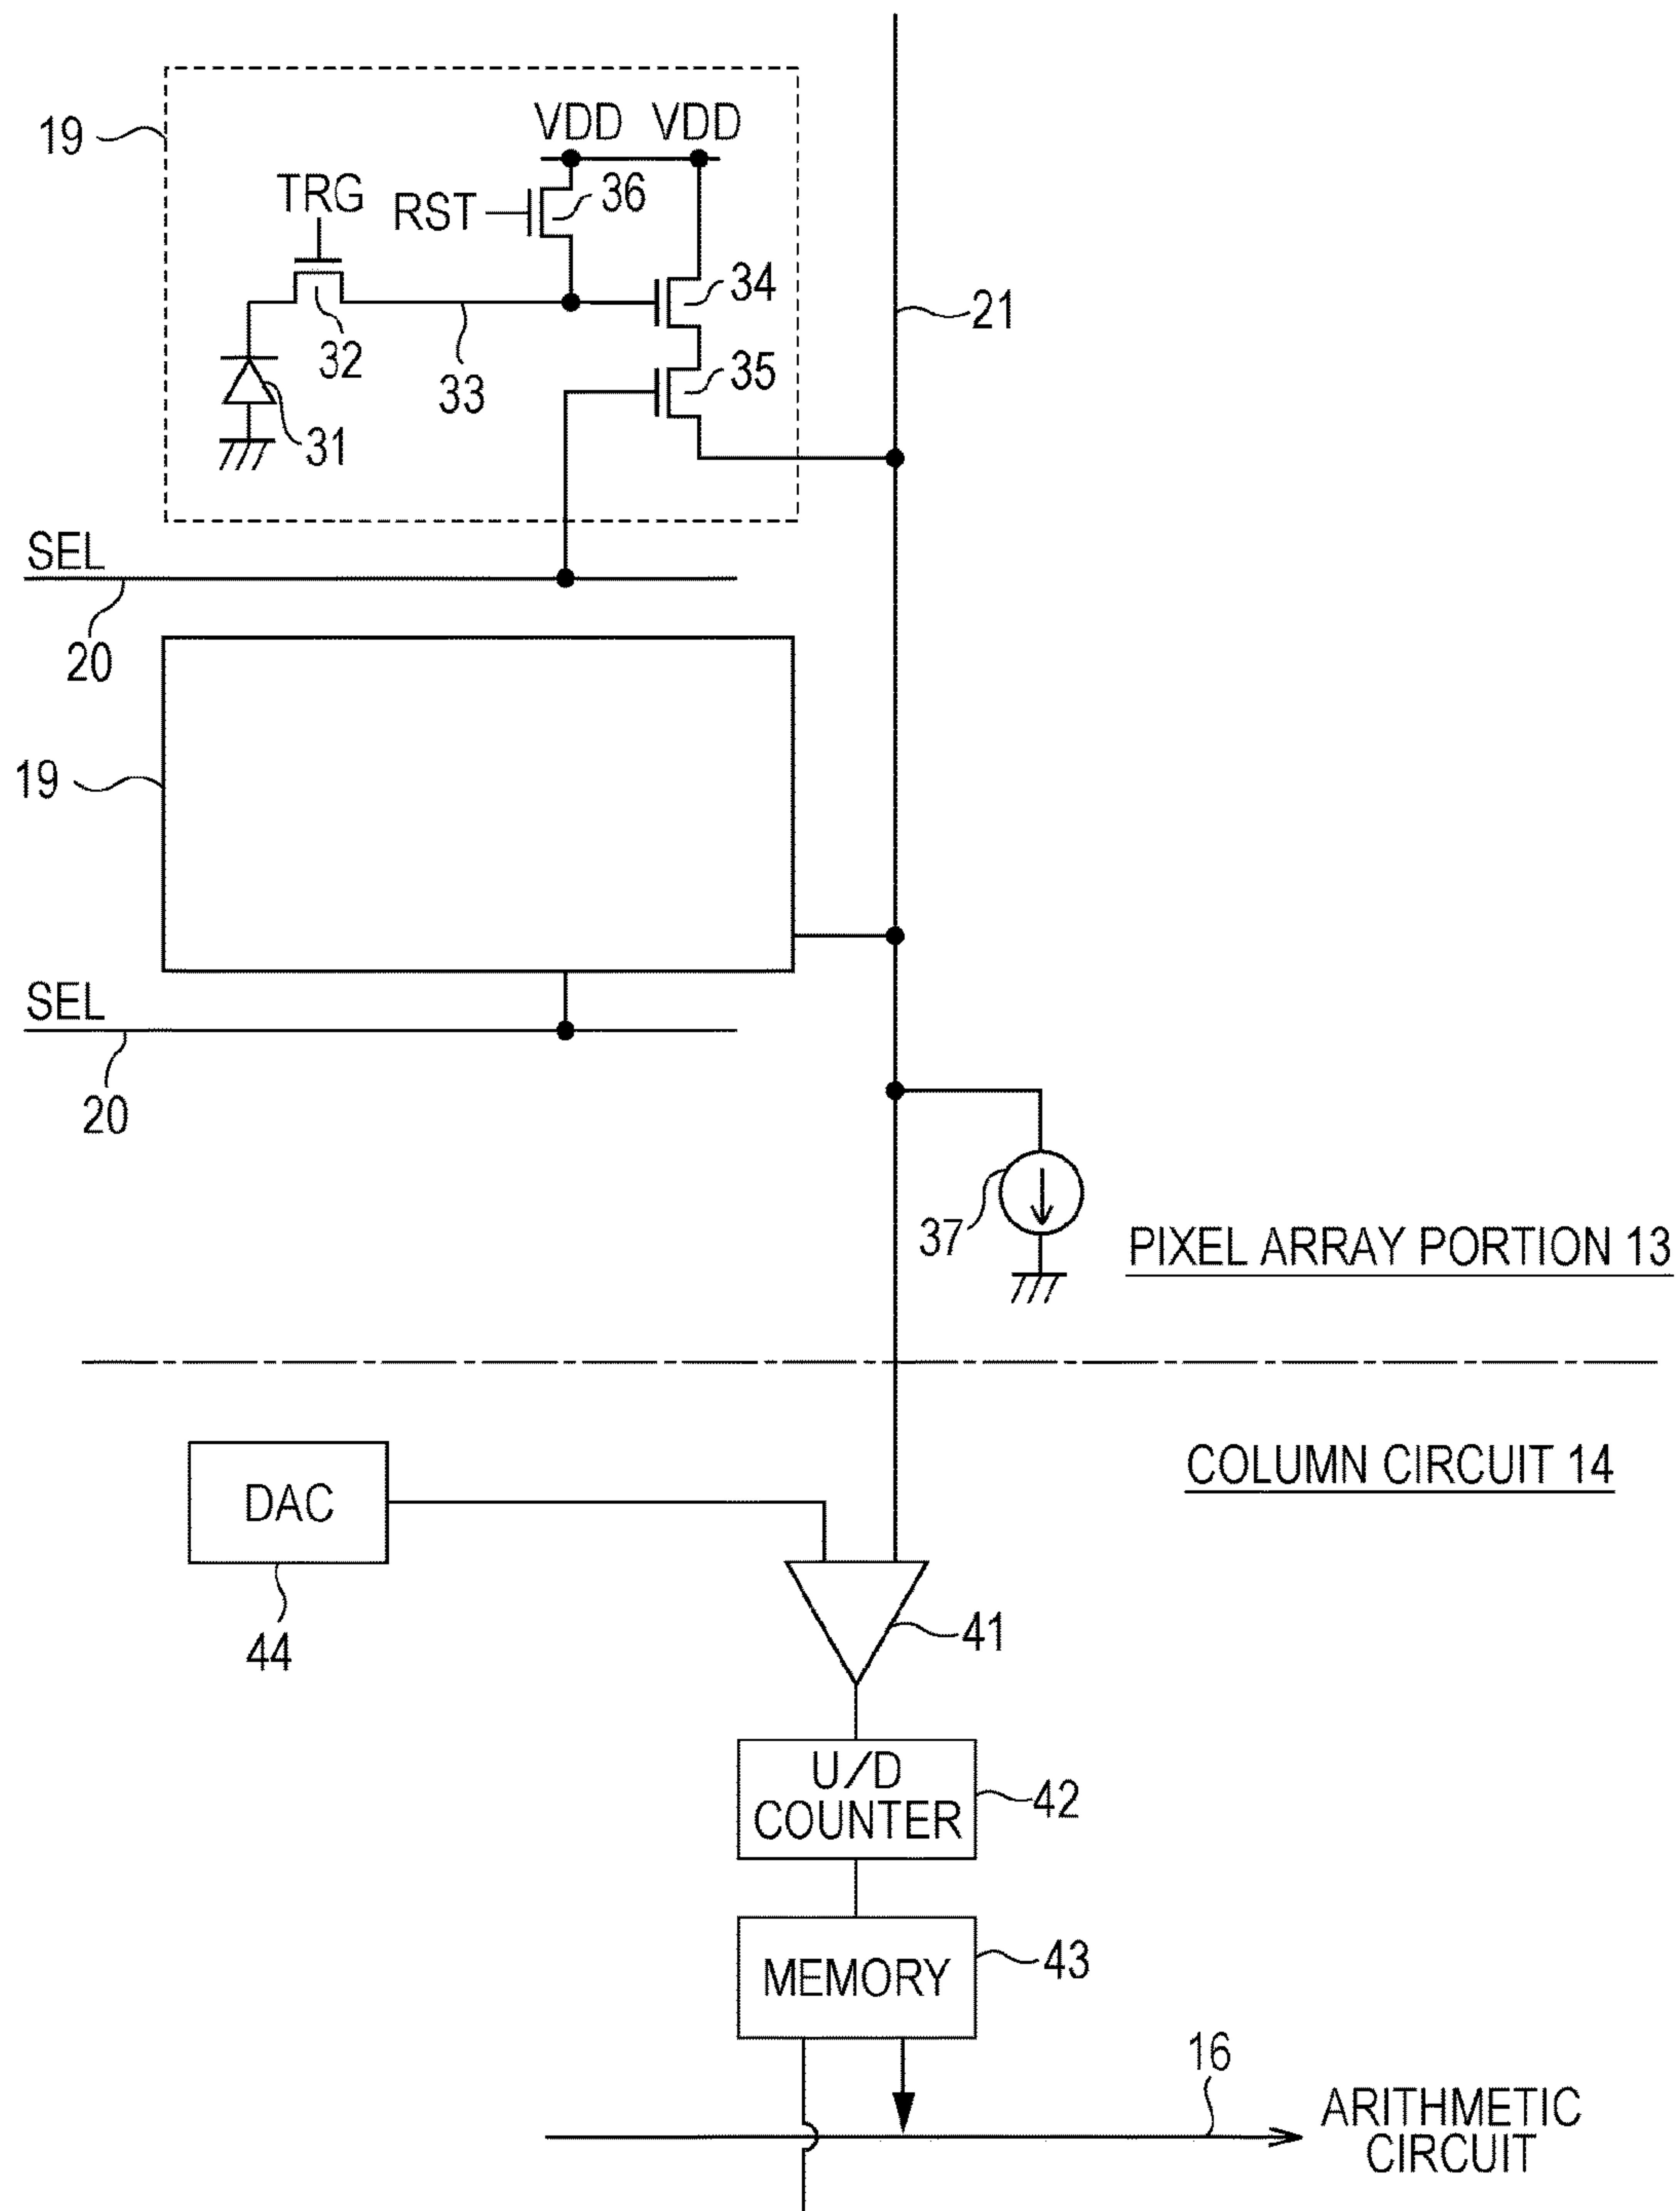 19
VDD VDD
TRG
RST
36
34
21
32
33
35
31
SEL
20
19
SEL
20
37
PIXEL ARRAY PORTION 13
COLUMN CIRCUIT 14
DAC
44
41
U/D
COUNTER
42
MEMORY
43
16
ARITHMETIC
CIRCUIT